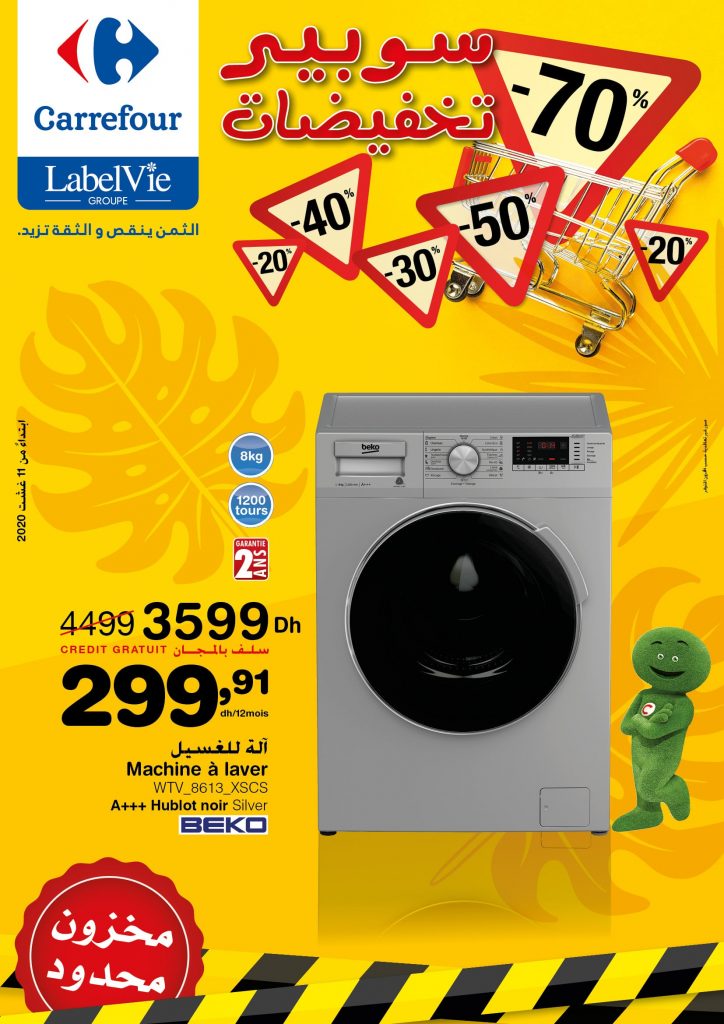 Carrefour
LabelVie
GROUPE
الثمن ينقص و الثقة تزيد.
سوبير
تخفيضات
-70%
-40%
-50%
-20%
-30%
-20%
ابتداءً من 11 غشت 2020
8kg
1200
tours
GARANTIE
2 ANS
4499 3599 Dh
CREDIT GRATUIT سلف بالمجان
299,91
dh/12mois
آلة للغسيل
Machine à laver
WTV_8613_XSCS
A+++ Hublot noir Silver
BEKO
beko
مخزون
محدود